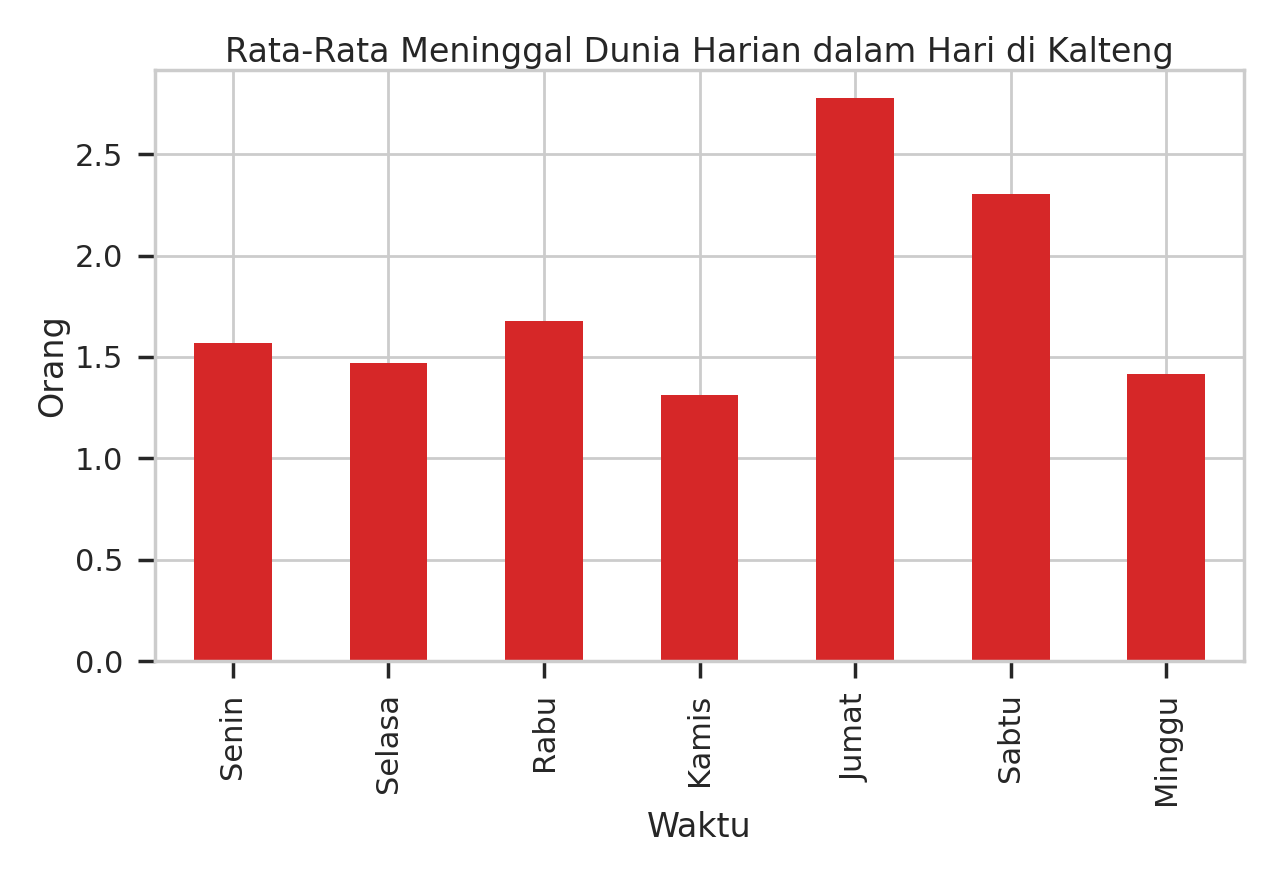 Rata-Rata Meninggal Dunia Harian dalam Hari di Kalteng
Orang
2.5
2.0
1.5
1.0
0.5
0.0
Senin
Selasa
Rabu
Kamis
Jumat
Sabtu
Minggu
Waktu